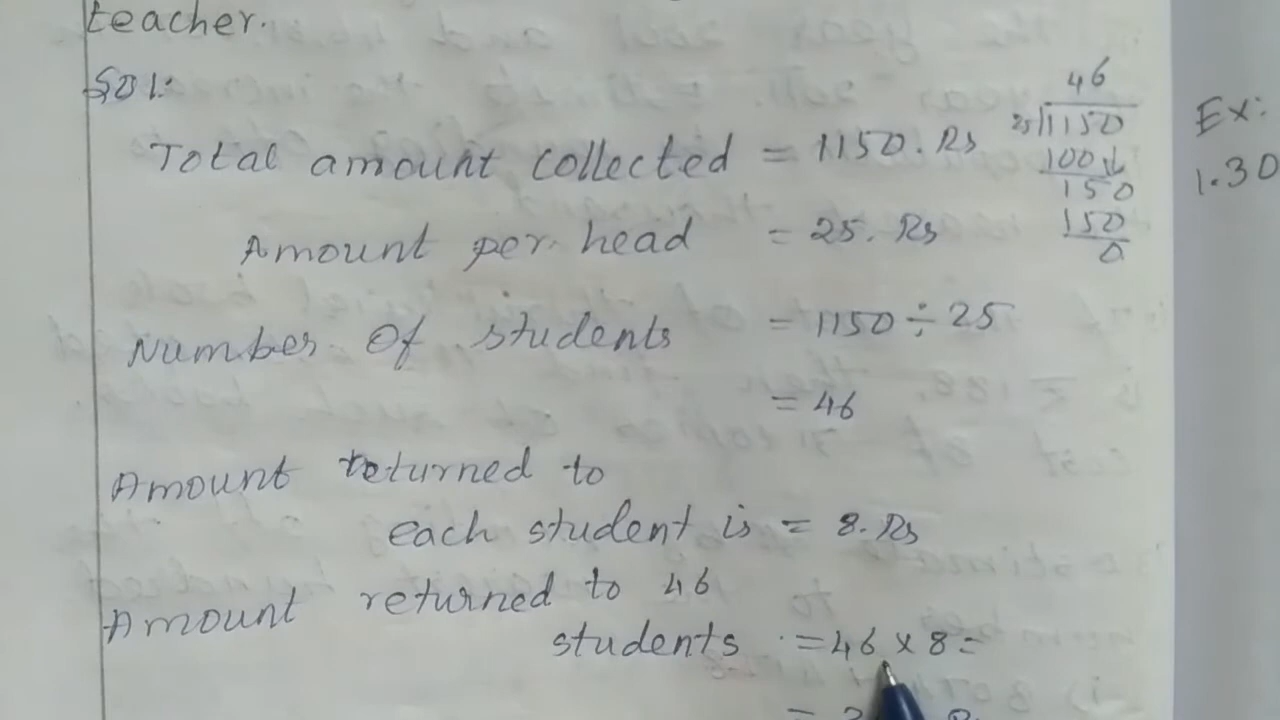 teacher.
Sol:
Total amount collected = 1150. Rs
Amount per head = 25. Rs
Number of students = 1150 ÷ 25
= 46
Amount returned to
each student is = 8. Rs
Amount returned to 46
students = 46 x 8 =
46
25 1150
100
150
150
0
Ex:
1.30